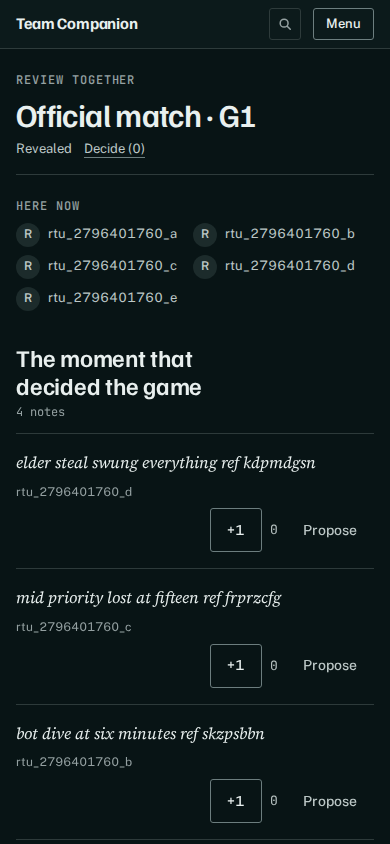 Team Companion
Menu
REVIEW TOGETHER
Official match · G1
Revealed Decide (0)
HERE NOW
R rtu_2796401760_a R rtu_2796401760_b
R rtu_2796401760_c R rtu_2796401760_d
R rtu_2796401760_e
The moment that
decided the game
4 notes
elder steal swung everything ref kdpmdgsn
rtu_2796401760_d
+1 0 Propose
mid priority lost at fifteen ref frprzcfg
rtu_2796401760_c
+1 0 Propose
bot dive at six minutes ref skzpsbbn
rtu_2796401760_b
+1 0 Propose